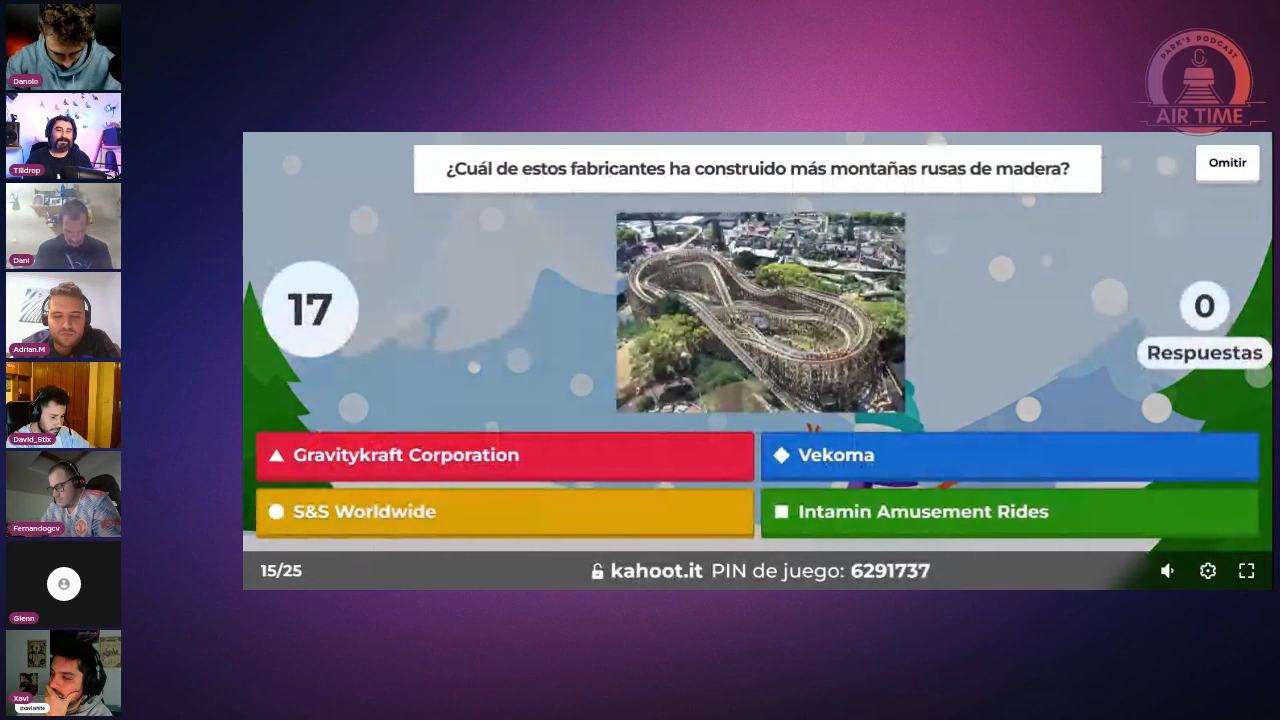 Danolo
Tilldrop
Dani
Adrian.M
David_Stix
Fernandogcv
Glenn
Xavi
PARK'S PODCAST
AIR TIME
¿Cuál de estos fabricantes ha construido más montañas rusas de madera?
Omitir
17
0
Respuestas
Gravitykraft Corporation
Vekoma
S&S Worldwide
Intamin Amusement Rides
15/25
kahoot.it PIN de juego: 6291737